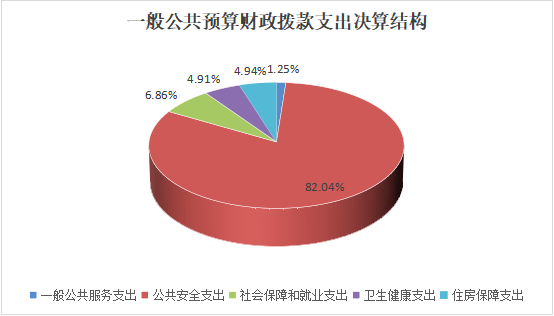 一般公共预算财政拨款支出决算结构
4.94%
1.25%
4.91%
6.86%
82.04%
一般公共服务支出 公共安全支出 社会保障和就业支出 卫生健康支出 住房保障支出